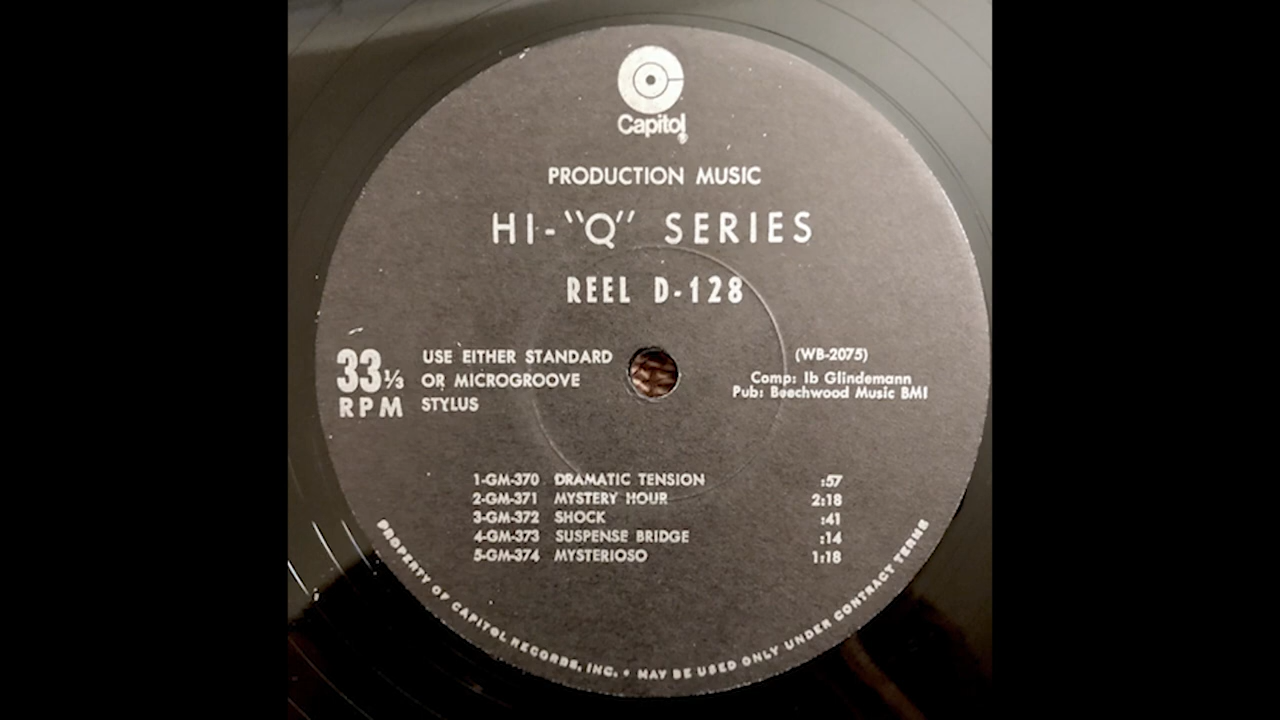 Capitol®
PRODUCTION MUSIC
HI-"Q" SERIES
REEL D-128
33⅓ RPM
USE EITHER STANDARD
OR MICROGROOVE
STYLUS
(WB-2075)
Comp: Ib Glindemann
Pub: Beechwood Music BMI
1-GM-370 DRAMATIC TENSION :57
2-GM-371 MYSTERY HOUR 2:18
3-GM-372 SHOCK :41
4-GM-373 SUSPENSE BRIDGE :14
5-GM-374 MYSTERIOSO 1:18
PROPERTY OF CAPITOL RECORDS, INC. • MAY BE USED ONLY UNDER CONTRACT TERMS